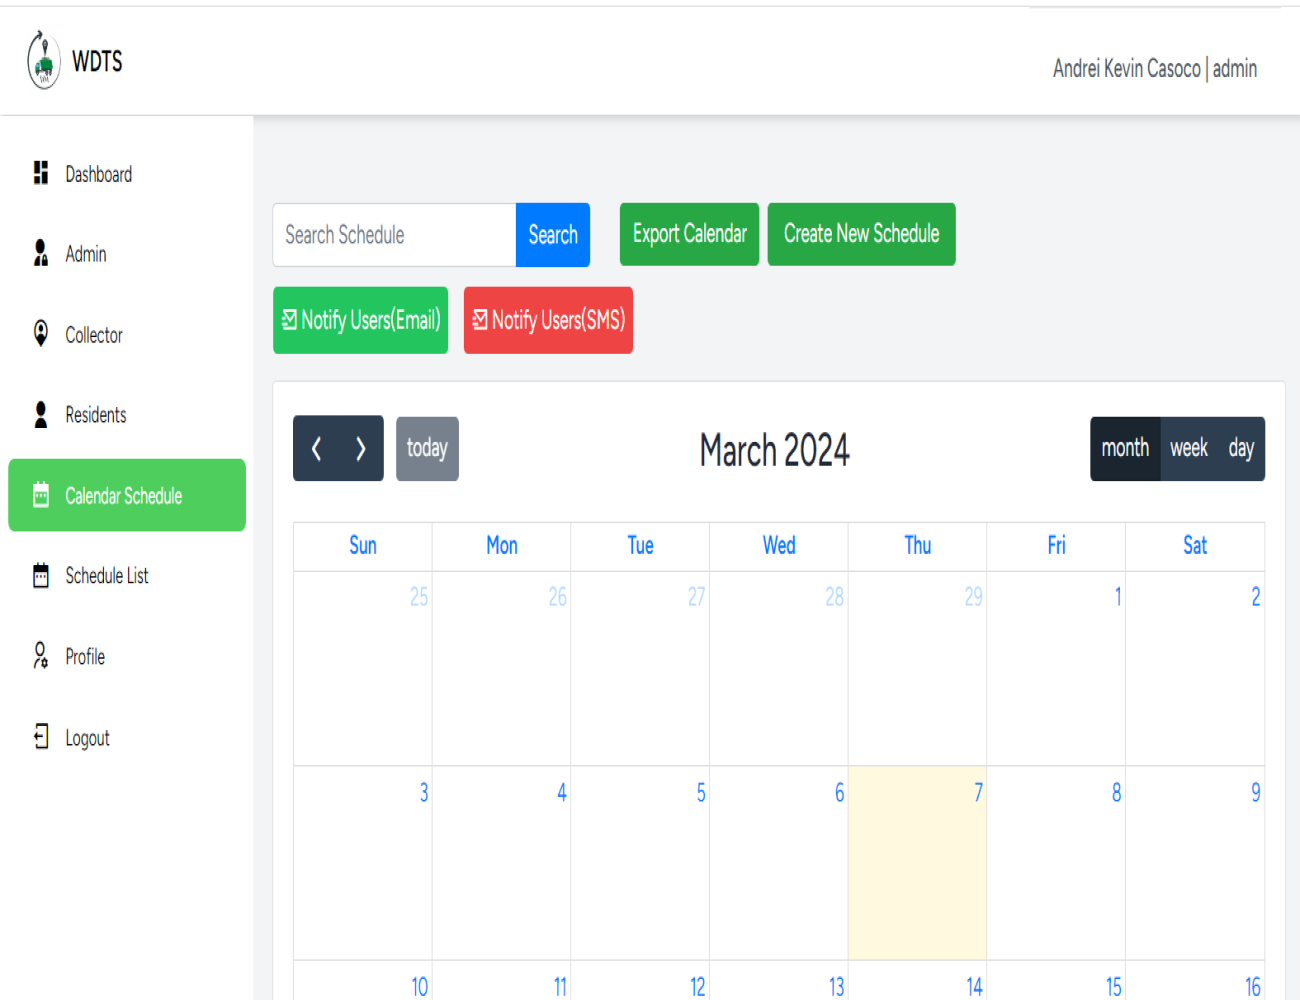 WDTS
Andrei Kevin Casoco | admin
Dashboard
Admin
Collector
Residents
Calendar Schedule
Schedule List
Profile
Logout
Search Schedule Search Export Calendar Create New Schedule
Notify Users(Email) Notify Users(SMS)
today March 2024 month week day
Sun Mon Tue Wed Thu Fri Sat
25 26 27 28 29 1 2
3 4 5 6 7 8 9
10 11 12 13 14 15 16